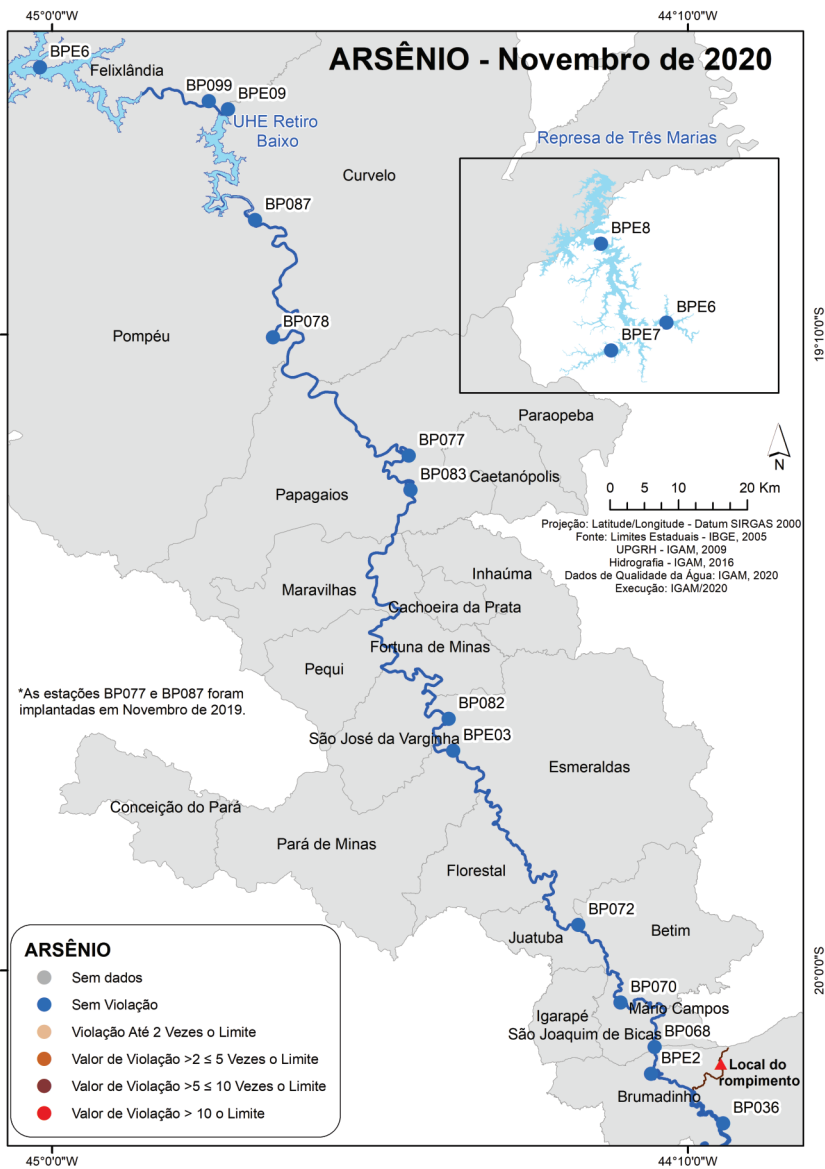 45°0'0"W
44°10'0"W
ARSÊNIO - Novembro de 2020
BPE6
Felixlândia
BP099
BPE09
UHE Retiro
Baixo
Represa de Três Marias
Curvelo
BP087
BPE8
BPE6
BPE7
BP078
Pompéu
19°10'0"S
Paraopeba
BP077
Caetanópolis
BP083
Papagaios
N
0 5 10 20 Km
Projeção: Latitude/Longitude - Datum SIRGAS 2000
Fonte: Limites Estaduais - IBGE, 2005
UPGRH - IGAM, 2009
Hidrografia - IGAM, 2016
Dados de Qualidade da Água: IGAM, 2020
Execução: IGAM/2020
Inhaúma
Maravilhas
Cachoeira da Prata
Fortuna de Minas
Pequi
*As estações BP077 e BP087 foram
implantadas em Novembro de 2019.
BP082
São José da Varginha
BPE03
Esmeraldas
Conceição do Pará
Pará de Minas
Florestal
BP072
Juatuba
Betim
20°0'0"S
BP070
Mário Campos
Igarapé
São Joaquim de Bicas
BP068
BPE2
Local do
rompimento
Brumadinho
BP036
ARSÊNIO
Sem dados
Sem Violação
Violação Até 2 Vezes o Limite
Valor de Violação >2 ≤ 5 Vezes o Limite
Valor de Violação >5 ≤ 10 Vezes o Limite
Valor de Violação > 10 o Limite
45°0'0"W
44°10'0"W